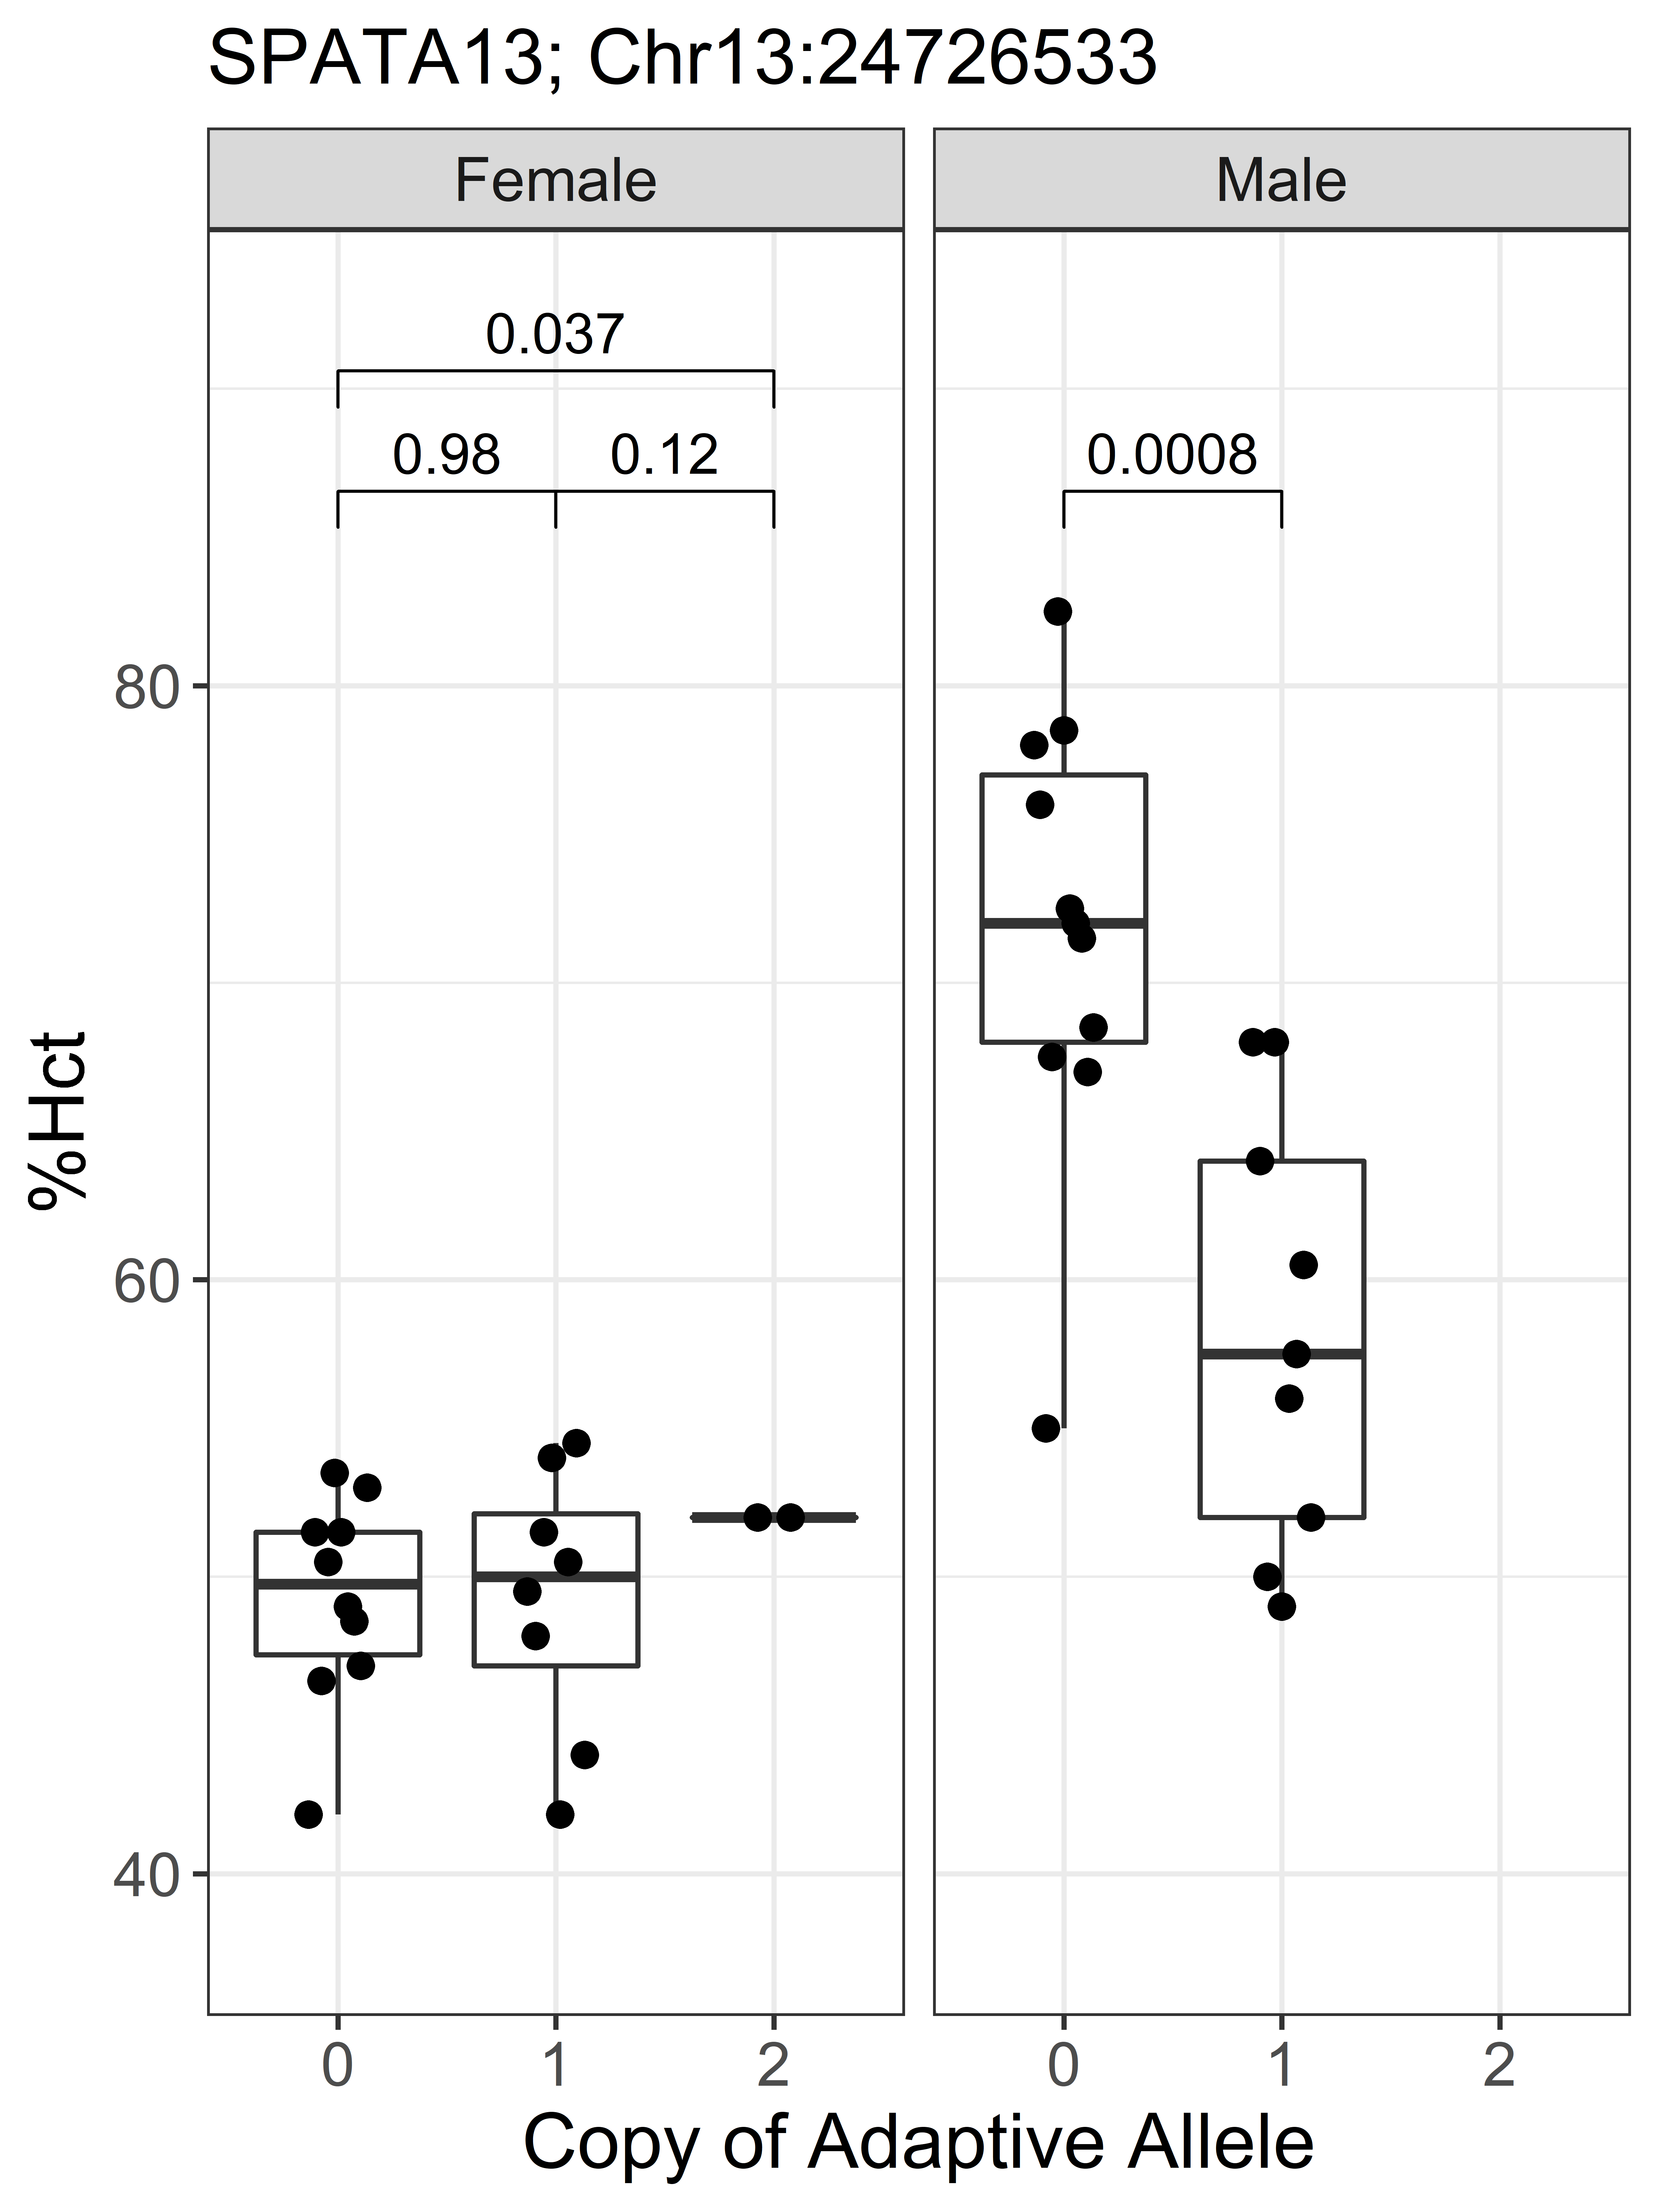 SPATA13; Chr13:24726533
Female
Male
0.037
0.98
0.12
0.0008
%Hct
80
60
40
0 1 2
0 1 2
Copy of Adaptive Allele